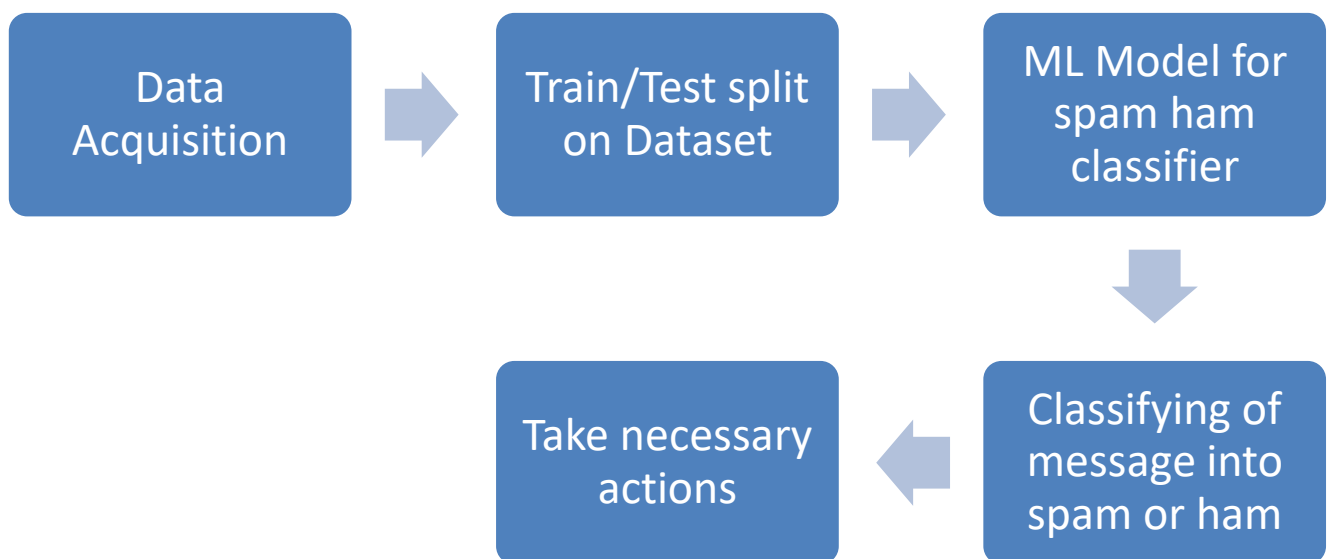 Data
Acquisition
Train/Test split
on Dataset
ML Model for
spam ham
classifier
Classifying of
message into
spam or ham
Take necessary
actions